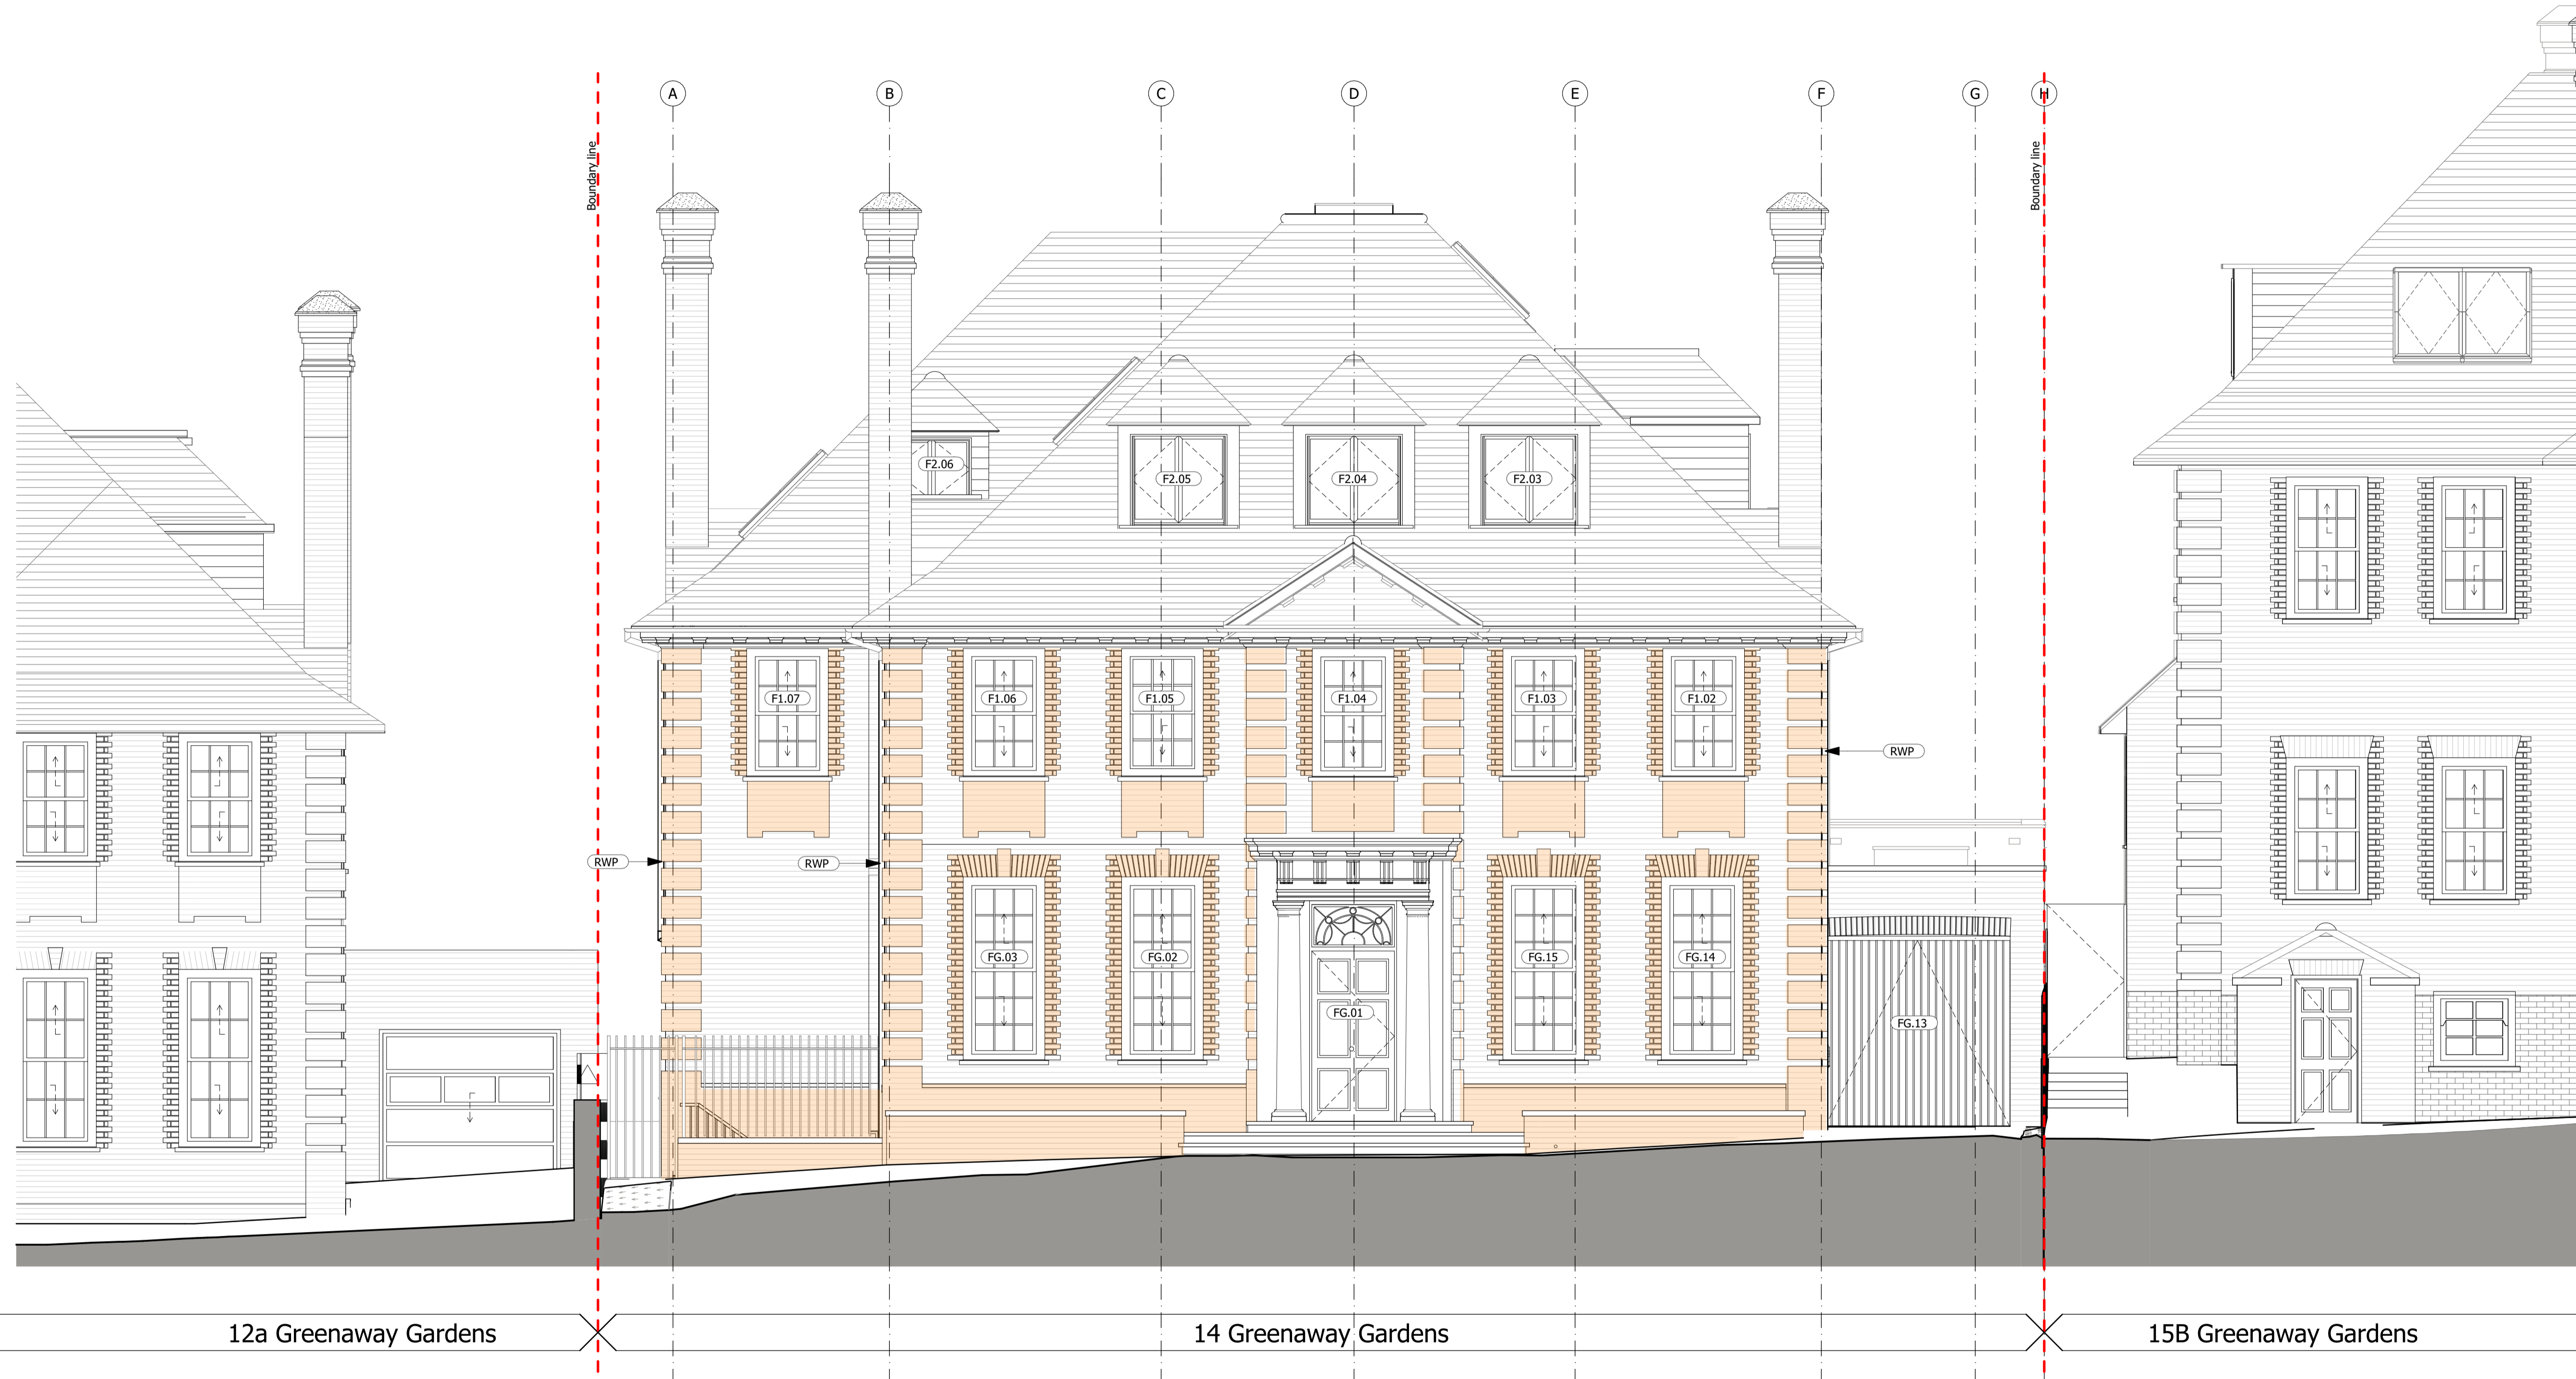 A
B
C
D
E
F
G
H
Boundary line
Boundary line
F2.06
F2.05
F2.04
F2.03
F1.07
F1.06
F1.05
F1.04
F1.03
F1.02
RWP
RWP
RWP
FG.03
FG.02
FG.15
FG.14
FG.01
FG.13
12a Greenaway Gardens
14 Greenaway Gardens
15B Greenaway Gardens